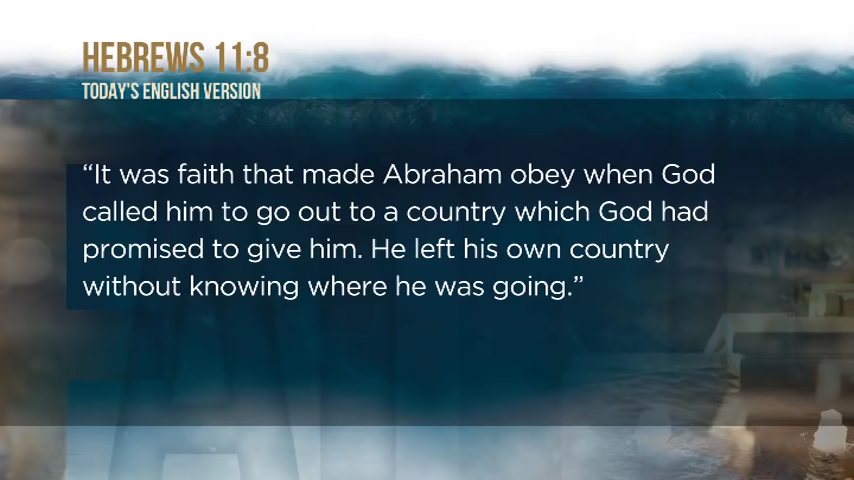 HEBREWS 11:8
TODAY'S ENGLISH VERSION
“It was faith that made Abraham obey when God
called him to go out to a country which God had
promised to give him. He left his own country
without knowing where he was going.”